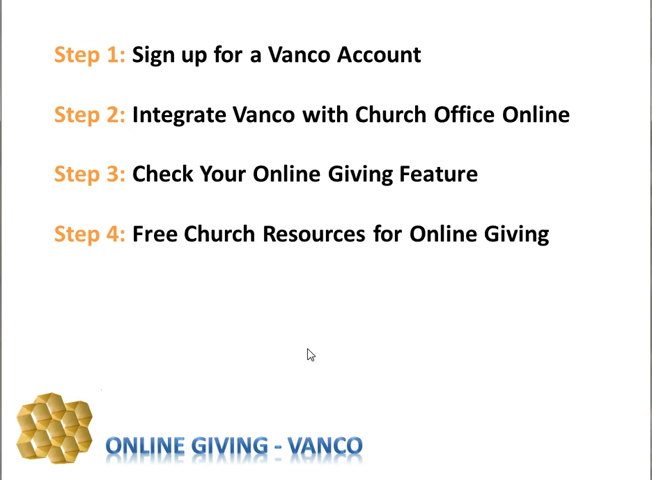 Step 1: Sign up for a Vanco Account
Step 2: Integrate Vanco with Church Office Online
Step 3: Check Your Online Giving Feature
Step 4: Free Church Resources for Online Giving
ONLINE GIVING - VANCO